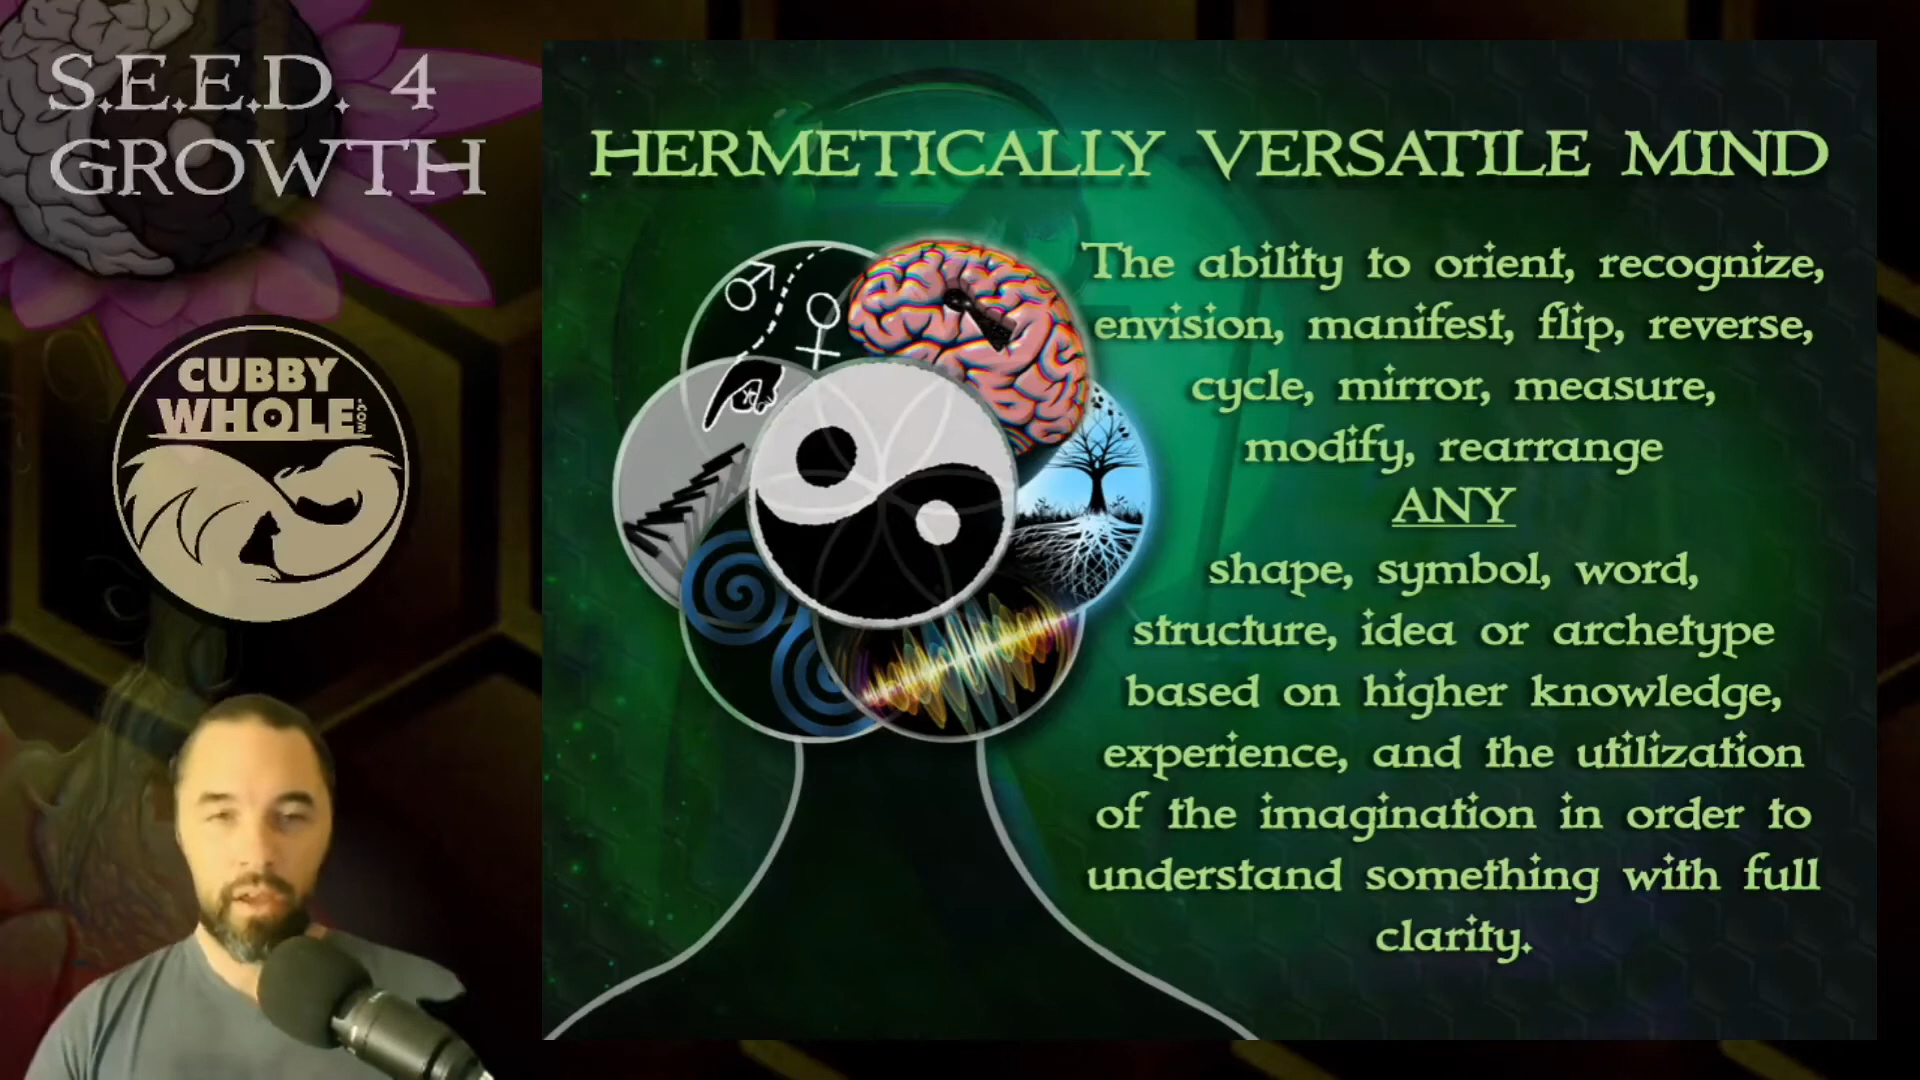 S.E.E.D. 4
GROWTH
CUBBY
WHOLE.COM
HERMETICALLY VERSATILE MIND
The ability to orient, recognize,
envision, manifest, flip, reverse,
cycle, mirror, measure,
modify, rearrange
ANY
shape, symbol, word,
structure, idea or archetype
based on higher knowledge,
experience, and the utilization
of the imagination in order to
understand something with full
clarity.